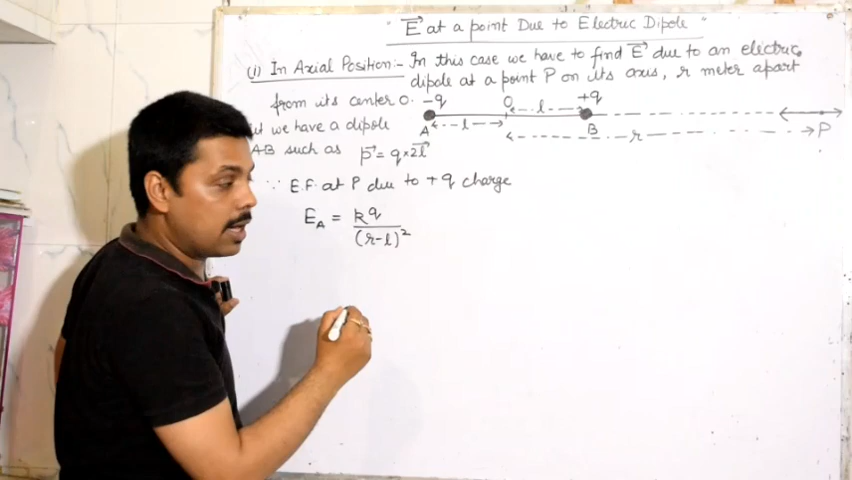 " E⃗ at a point Due to Electric Dipole "
(i) In Axial Position:- In this case we have to find E⃗ due to an electric
dipole at a point P on its axis, r meter apart
from its center O.
-q O +q
l
A l B r P
ut we have a dipole
AB such as p⃗ = q×2l⃗
∵ E.F. at P due to +q charge
E_A = kq/(r-l)²